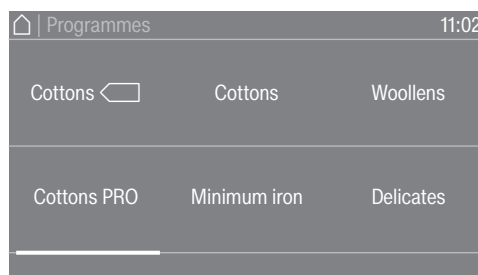 Programmes 11:02
Cottons Cottons Woollens
Cottons PRO Minimum iron Delicates